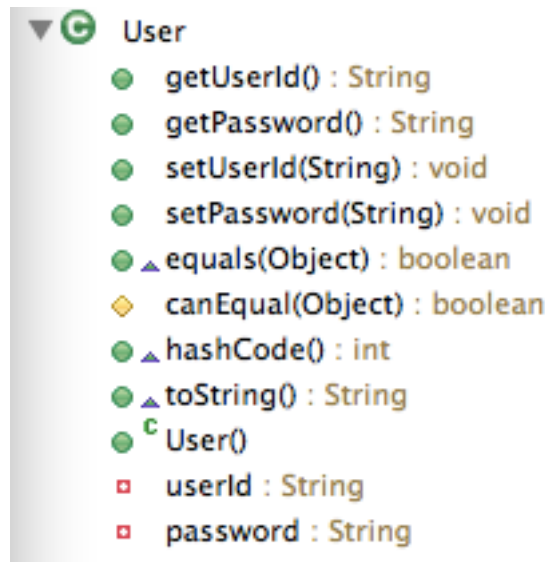 C User
getUserId() : String
getPassword() : String
setUserId(String) : void
setPassword(String) : void
equals(Object) : boolean
canEqual(Object) : boolean
hashCode() : int
toString() : String
C User()
userId : String
password : String